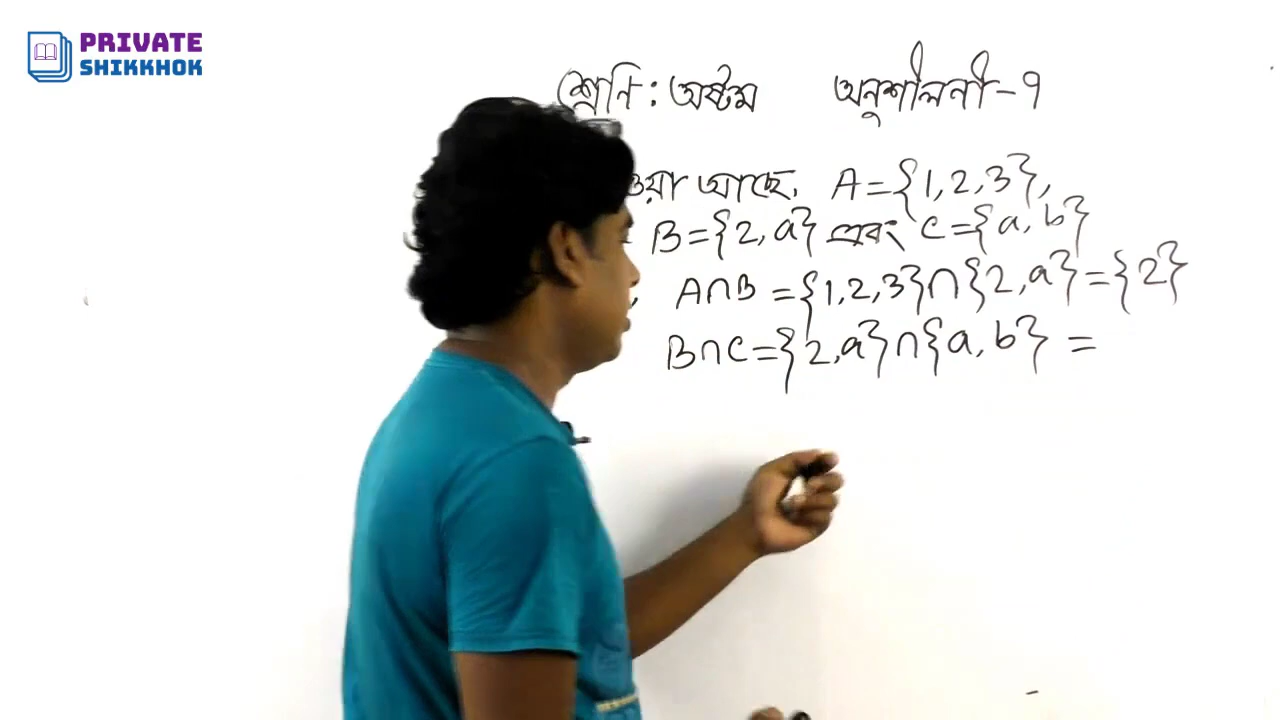 PRIVATE
SHIKKHOK
শ্রেনি : অষ্টম অনুশীলনী-৭
আছে, A={1,2,3},
B={2,a} এবং C={a,b}
A∩B ={1,2,3}∩{2,a}={2}
B∩C={2,a}∩{a,b} =